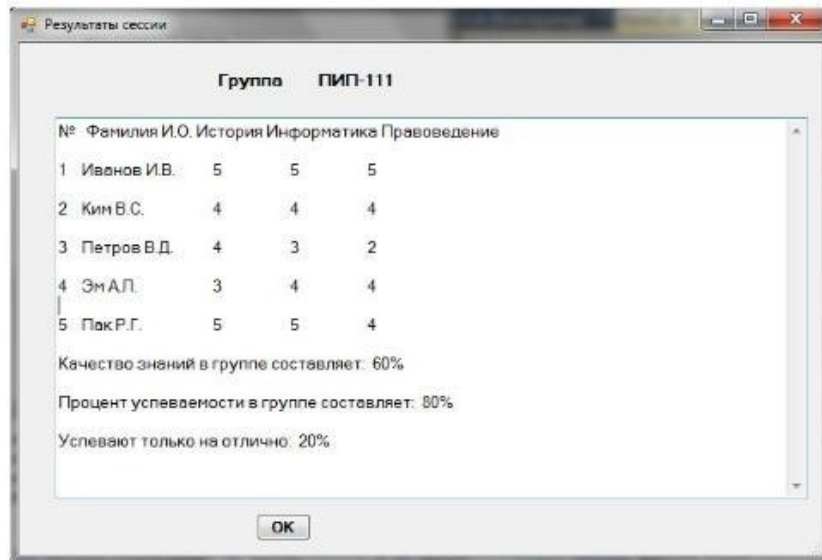 Результаты сессии
Группа ПИП-111
№ Фамилия И.О. История Информатика Правоведение
1 Иванов И.В. 5 5 5
2 Ким В.С. 4 4 4
3 Петров В.Д. 4 3 2
4 Эм А.П. 3 4 4
5 Пак Р.Г. 5 5 4
Качество знаний в группе составляет: 60%
Процент успеваемости в группе составляет: 80%
Успевают только на отлично: 20%
OK